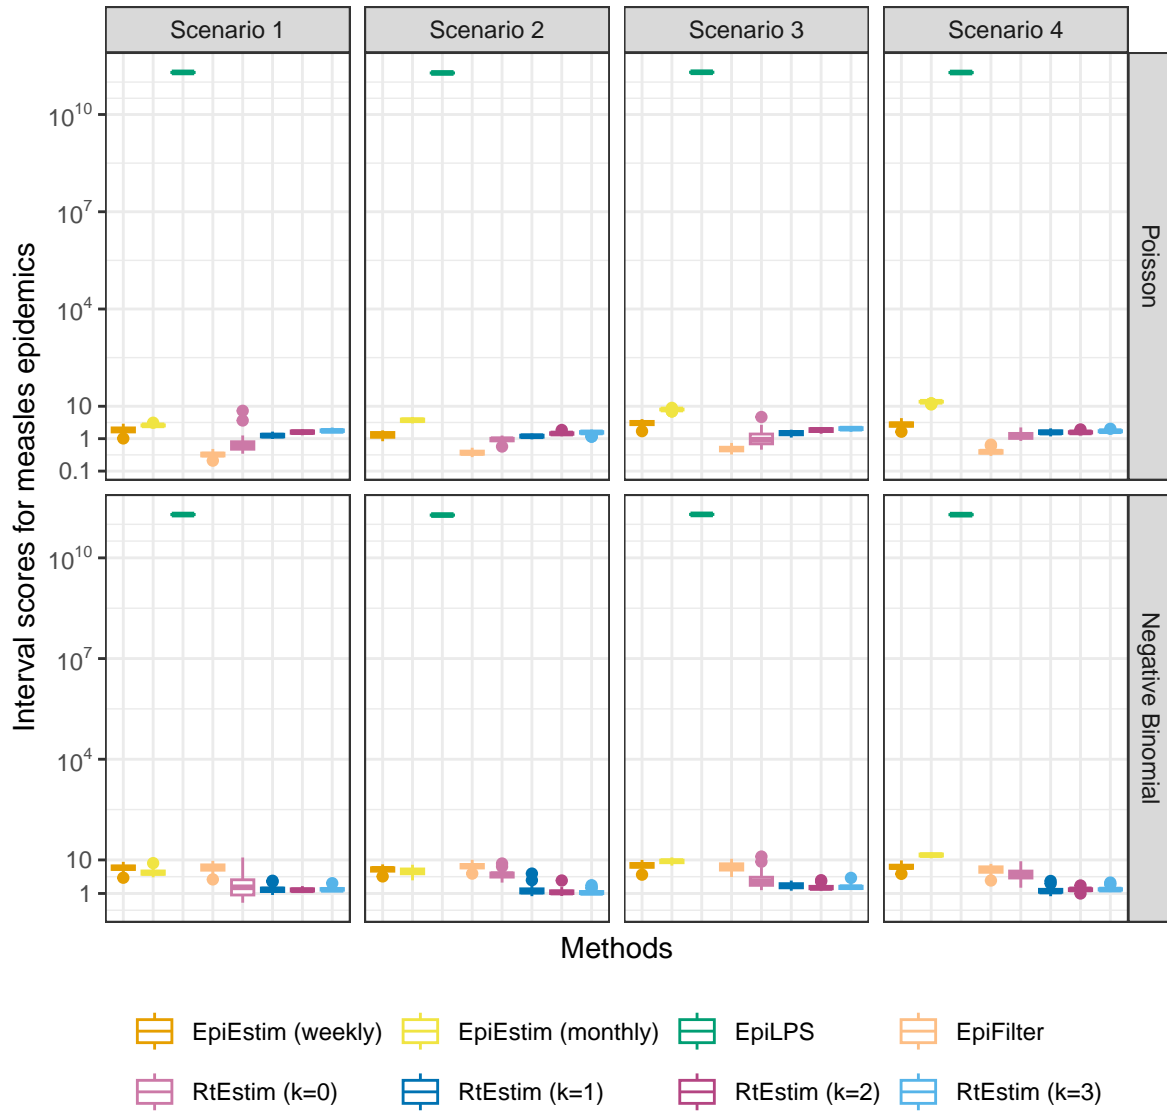 Scenario 1
Scenario 2
Scenario 3
Scenario 4
Interval scores for measles epidemics
10^10
10^7
10^4
10
1
0.1
Poisson
10^10
10^7
10^4
10
1
Negative Binomial
Methods
EpiEstim (weekly)
EpiEstim (monthly)
EpiLPS
EpiFilter
RtEstim (k=0)
RtEstim (k=1)
RtEstim (k=2)
RtEstim (k=3)